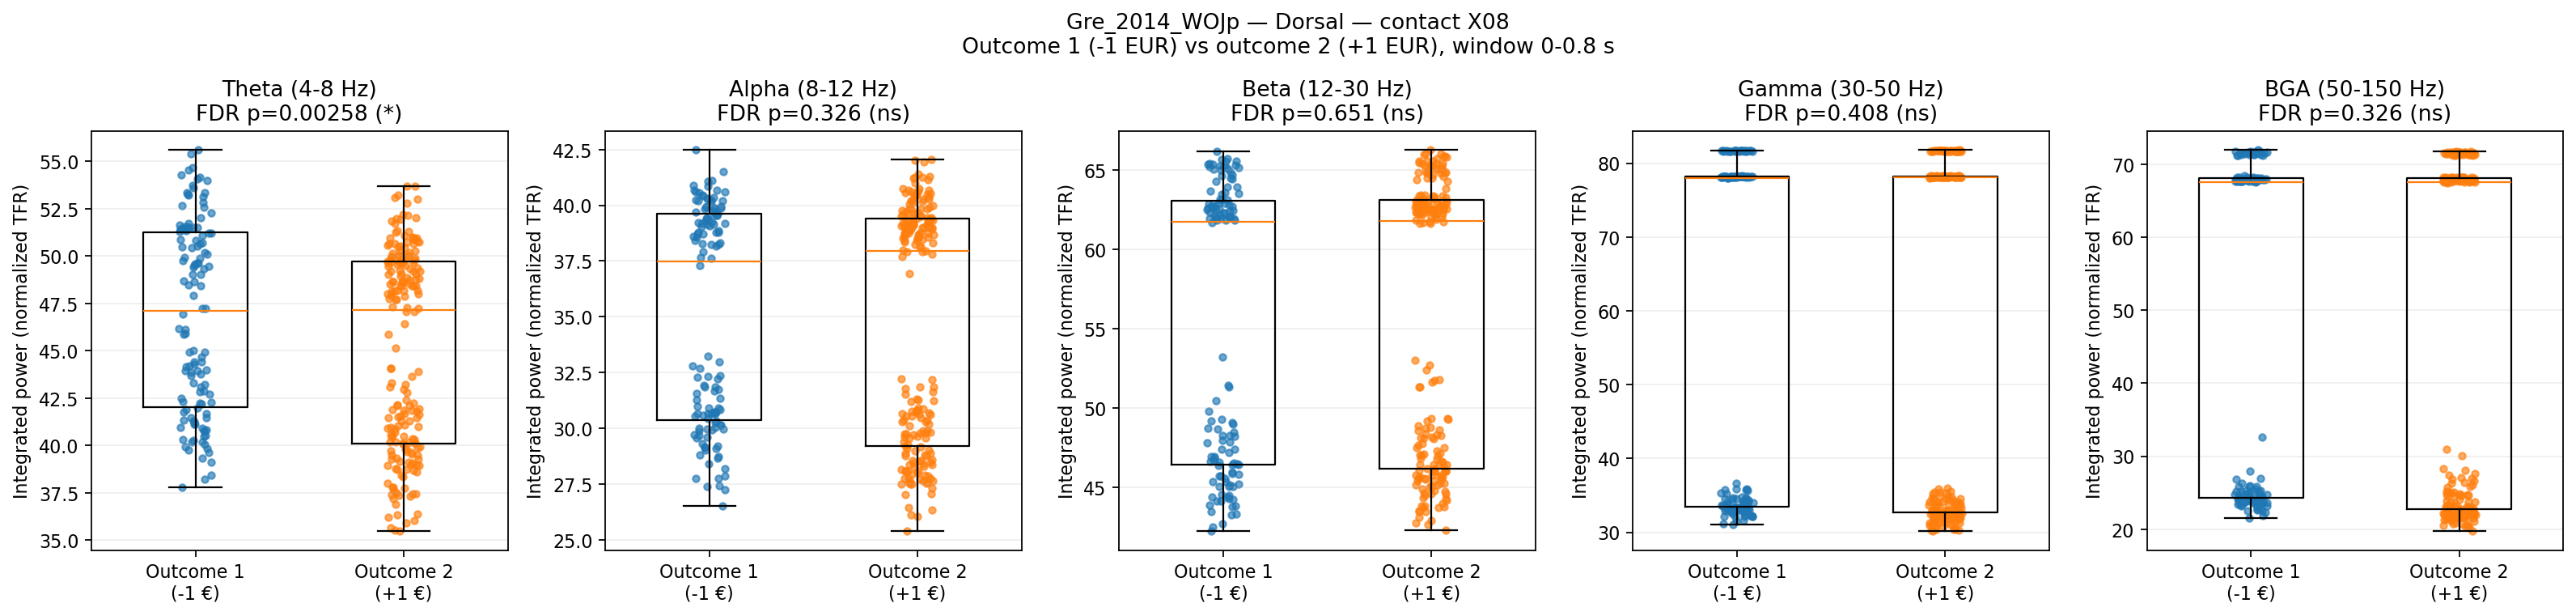 Gre_2014_WOJp — Dorsal — contact X08
Outcome 1 (-1 EUR) vs outcome 2 (+1 EUR), window 0-0.8 s
Theta (4-8 Hz)
FDR p=0.00258 (*)
Integrated power (normalized TFR)
55.0
52.5
50.0
47.5
45.0
42.5
40.0
37.5
35.0
Outcome 1
(-1 €)
Outcome 2
(+1 €)
Alpha (8-12 Hz)
FDR p=0.326 (ns)
Integrated power (normalized TFR)
42.5
40.0
37.5
35.0
32.5
30.0
27.5
25.0
Outcome 1
(-1 €)
Outcome 2
(+1 €)
Beta (12-30 Hz)
FDR p=0.651 (ns)
Integrated power (normalized TFR)
65
60
55
50
45
Outcome 1
(-1 €)
Outcome 2
(+1 €)
Gamma (30-50 Hz)
FDR p=0.408 (ns)
Integrated power (normalized TFR)
80
70
60
50
40
30
Outcome 1
(-1 €)
Outcome 2
(+1 €)
BGA (50-150 Hz)
FDR p=0.326 (ns)
Integrated power (normalized TFR)
70
60
50
40
30
20
Outcome 1
(-1 €)
Outcome 2
(+1 €)